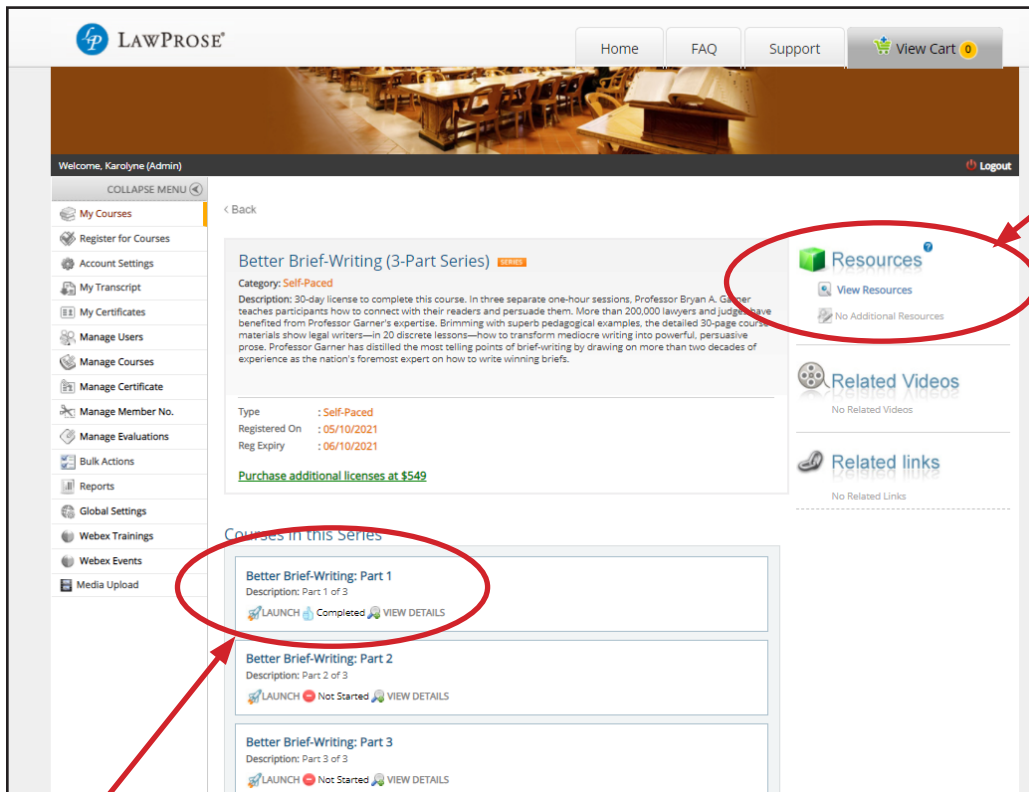 LawProse®
Home
FAQ
Support
View Cart 0
Welcome, Karolyne (Admin)
Logout
COLLAPSE MENU
My Courses
Register for Courses
Account Settings
My Transcript
My Certificates
Manage Users
Manage Courses
Manage Certificate
Manage Member No.
Manage Evaluations
Bulk Actions
Reports
Global Settings
Webex Trainings
Webex Events
Media Upload
< Back
Better Brief-Writing (3-Part Series) SERIES
Category: Self-Paced
Description: 30-day license to complete this course. In three separate one-hour sessions, Professor Bryan A. Garner
teaches participants how to connect with their readers and persuade them. More than 200,000 lawyers and judges have
benefited from Professor Garner's expertise. Brimming with superb pedagogical examples, the detailed 30-page course
materials show legal writers—in 20 discrete lessons—how to transform mediocre writing into powerful, persuasive
prose. Professor Garner has distilled the most telling points of brief-writing by drawing on more than two decades of
experience as the nation's foremost expert on how to write winning briefs.
Type : Self-Paced
Registered On : 05/10/2021
Reg Expiry : 06/10/2021
Purchase additional licenses at $549
Resources ?
View Resources
No Additional Resources
Related Videos
No Related Videos
Related links
No Related Links
Courses in this Series
Better Brief-Writing: Part 1
Description: Part 1 of 3
LAUNCH Completed VIEW DETAILS
Better Brief-Writing: Part 2
Description: Part 2 of 3
LAUNCH Not Started VIEW DETAILS
Better Brief-Writing: Part 3
Description: Part 3 of 3
LAUNCH Not Started VIEW DETAILS